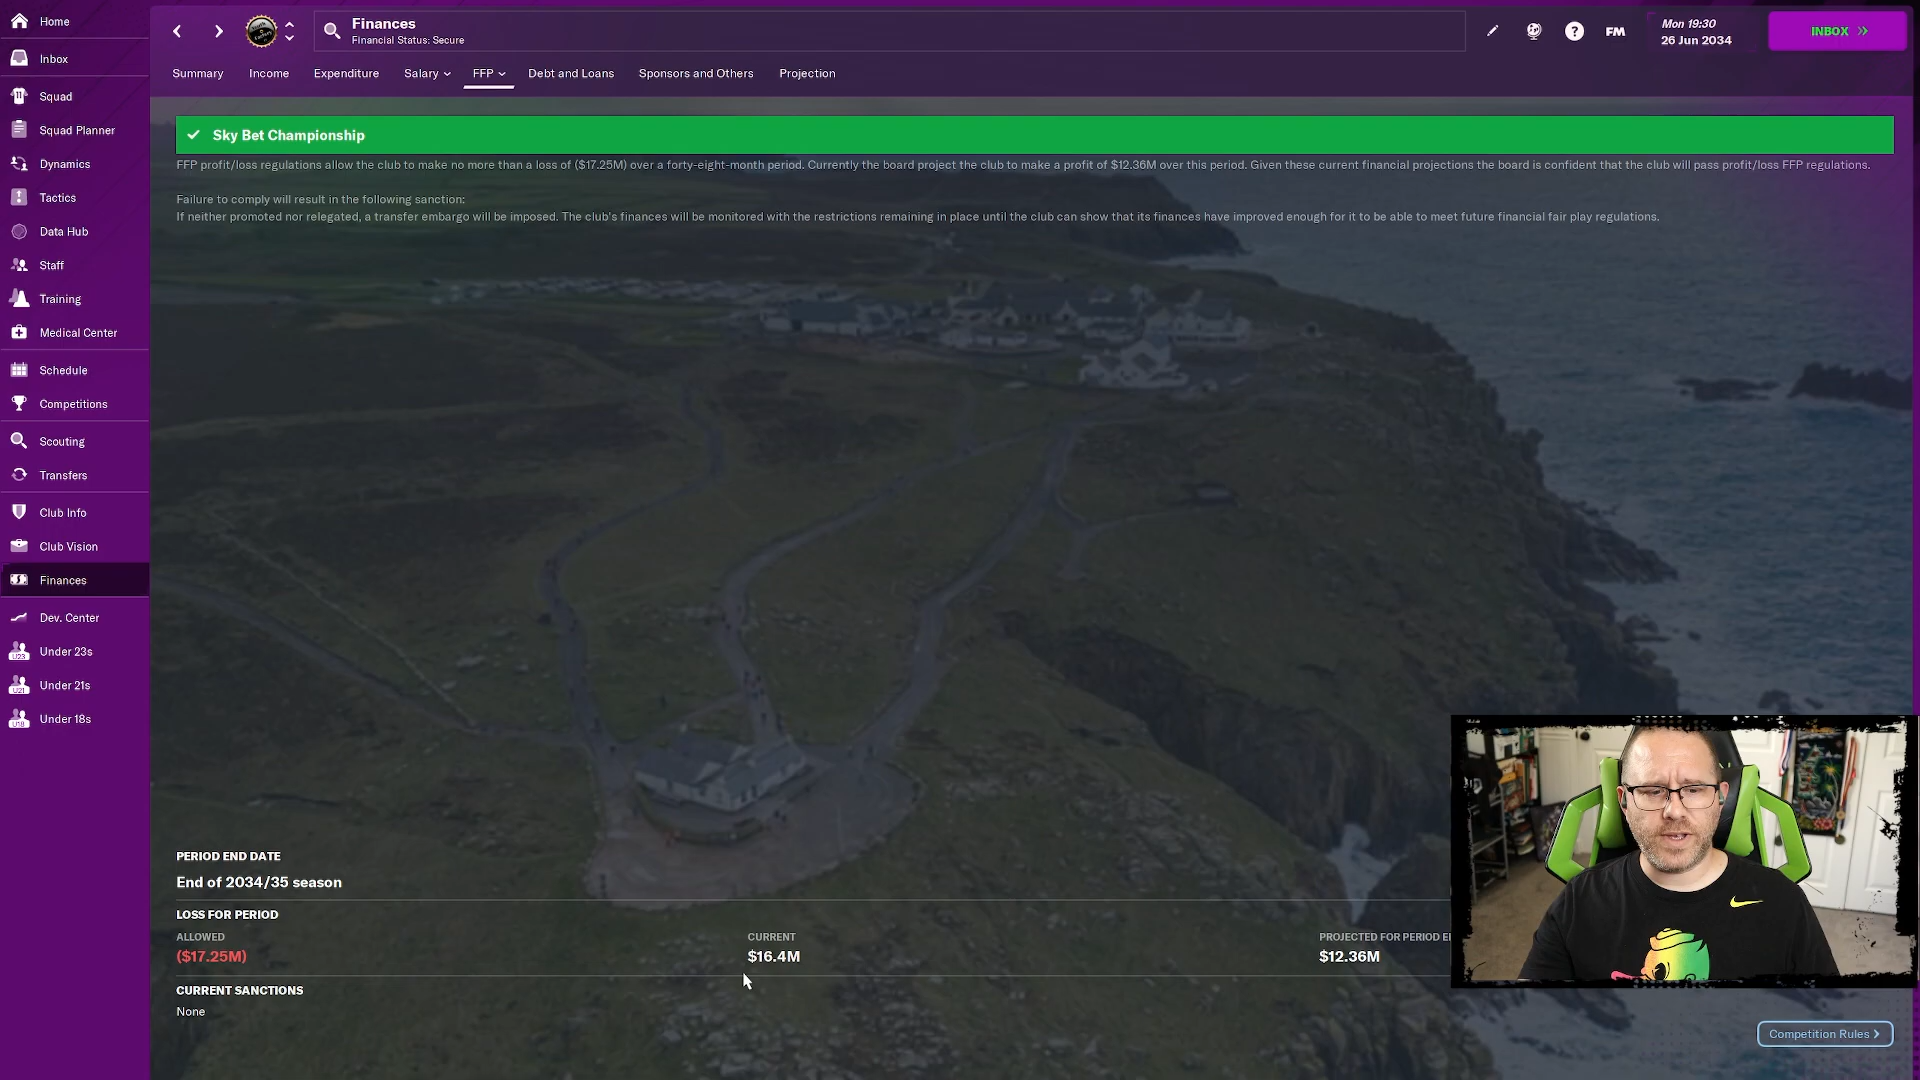 Home
Finances
Financial Status: Secure
FM
Mon 19:30
26 Jun 2034
INBOX
Inbox
Summary
Income
Expenditure
Salary
FFP
Debt and Loans
Sponsors and Others
Projection
Squad
Squad Planner
Dynamics
Tactics
Data Hub
Staff
Training
Medical Center
Schedule
Competitions
Scouting
Transfers
Club Info
Club Vision
Finances
Dev. Center
Under 23s
Under 21s
Under 18s
Sky Bet Championship
FFP profit/loss regulations allow the club to make no more than a loss of ($17.25M) over a forty-eight-month period. Currently the board project the club to make a profit of $12.36M over this period. Given these current financial projections the board is confident that the club will pass profit/loss FFP regulations.
Failure to comply will result in the following sanction:
If neither promoted nor relegated, a transfer embargo will be imposed. The club's finances will be monitored with the restrictions remaining in place until the club can show that its finances have improved enough for it to be able to meet future financial fair play regulations.
PERIOD END DATE
End of 2034/35 season
LOSS FOR PERIOD
ALLOWED
($17.25M)
CURRENT
$16.4M
PROJECTED FOR PERIOD
$12.36M
CURRENT SANCTIONS
None
Competition Rules